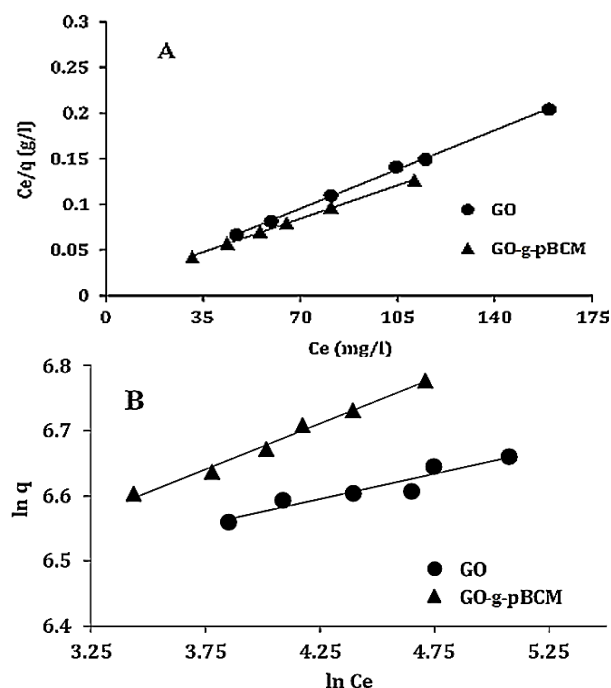 A
0.3
0.25
0.2
0.15
0.1
0.05
0
Ce/q (g/l)
GO
GO-g-pBCM
0 35 70 105 140 175
Ce (mg/l)
B
6.8
6.7
6.6
6.5
6.4
ln q
GO
GO-g-pBCM
3.25 3.75 4.25 4.75 5.25
ln Ce